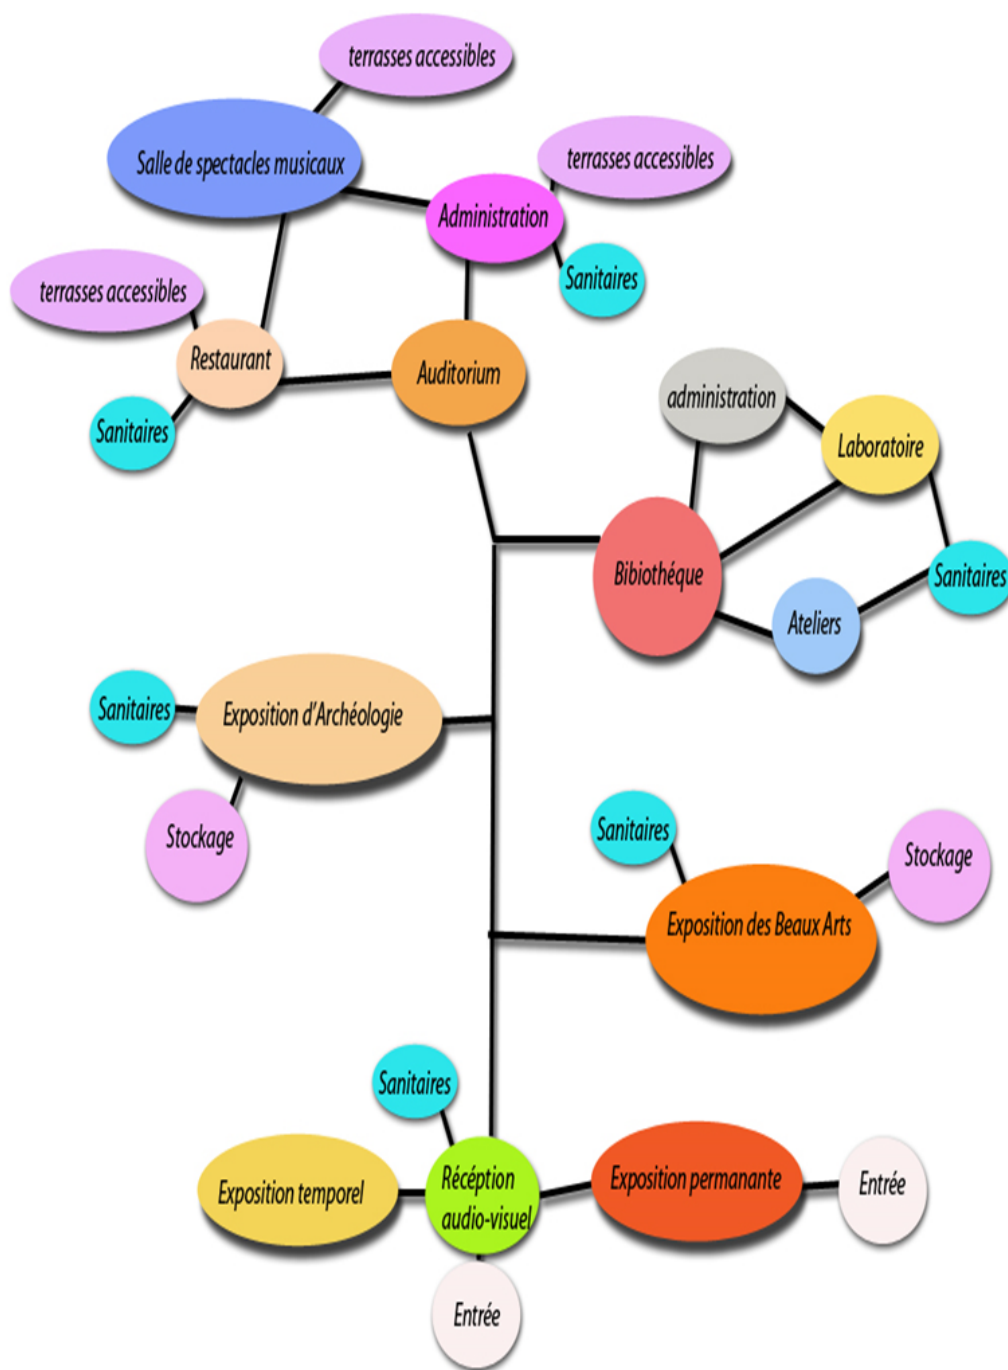 terrasses accessibles
Salle de spectacles musicaux
terrasses accessibles
Administration
Sanitaires
terrasses accessibles
Restaurant
Auditorium
Sanitaires
administration
Laboratoire
Bibiothéque
Sanitaires
Ateliers
Sanitaires
Exposition d'Archéologie
Stockage
Sanitaires
Stockage
Exposition des Beaux Arts
Sanitaires
Exposition temporel
Récéption
audio-visuel
Exposition permanante
Entrée
Entrée